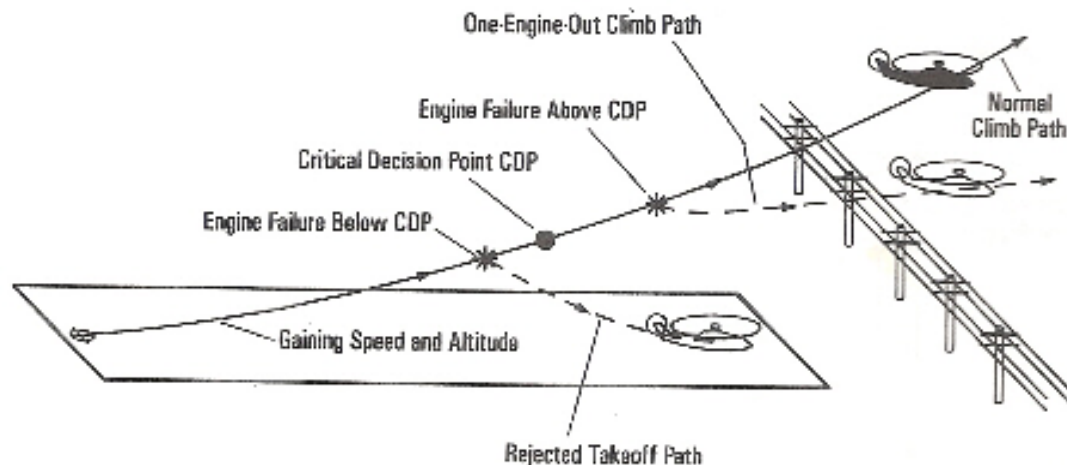 One-Engine-Out Climb Path
Engine Failure Above CDP
Normal
Climb Path
Critical Decision Point CDP
Engine Failure Below CDP
Gaining Speed and Altitude
Rejected Takeoff Path